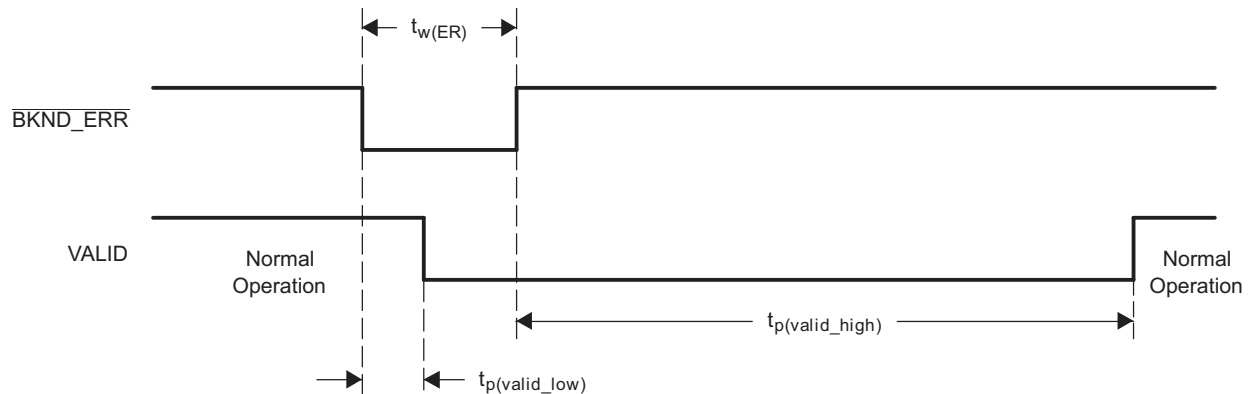 tw(ER)
BKND_ERR
VALID
Normal
Operation
Normal
Operation
tp(valid_high)
tp(valid_low)